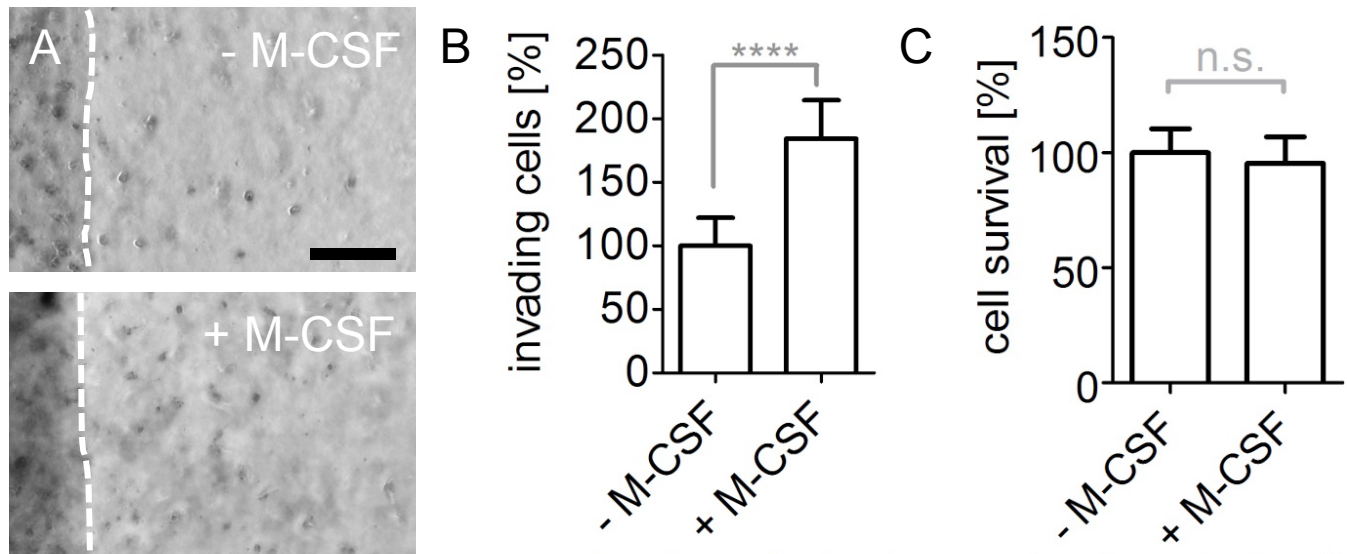 A
- M-CSF
+ M-CSF
B
invading cells [%]
250
200
150
100
50
0
****
- M-CSF
+ M-CSF
C
cell survival [%]
150
100
50
0
n.s.
- M-CSF
+ M-CSF